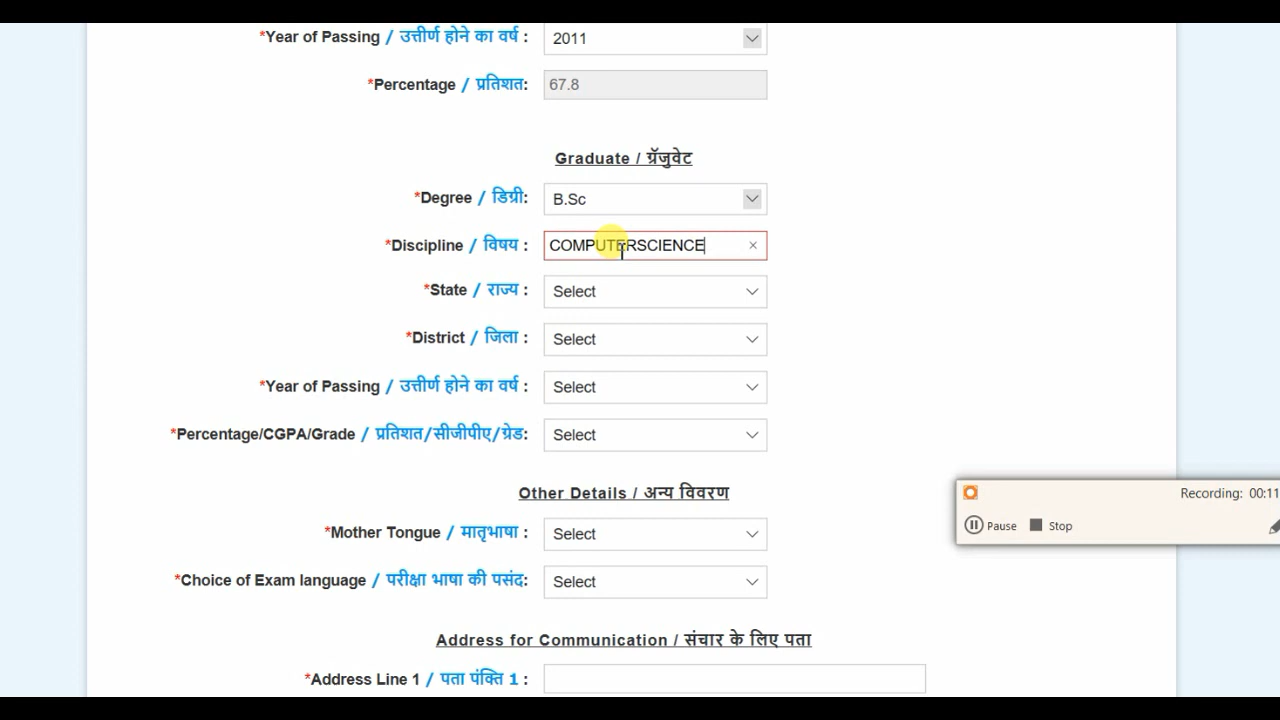 *Year of Passing / उत्तीर्ण होने का वर्ष : 2011
*Percentage / प्रतिशत: 67.8
Graduate / ग्रॅजुवेट
*Degree / डिग्री: B.Sc
*Discipline / विषय : COMPUTERSCIENCE ×
*State / राज्य : Select
*District / जिला : Select
*Year of Passing / उत्तीर्ण होने का वर्ष : Select
*Percentage/CGPA/Grade / प्रतिशत/सीजीपीए/ग्रेड: Select
Other Details / अन्य विवरण
Recording: 00:11
Pause Stop
*Mother Tongue / मातृभाषा : Select
*Choice of Exam language / परीक्षा भाषा की पसंद: Select
Address for Communication / संचार के लिए पता
*Address Line 1 / पता पंक्ति 1 :